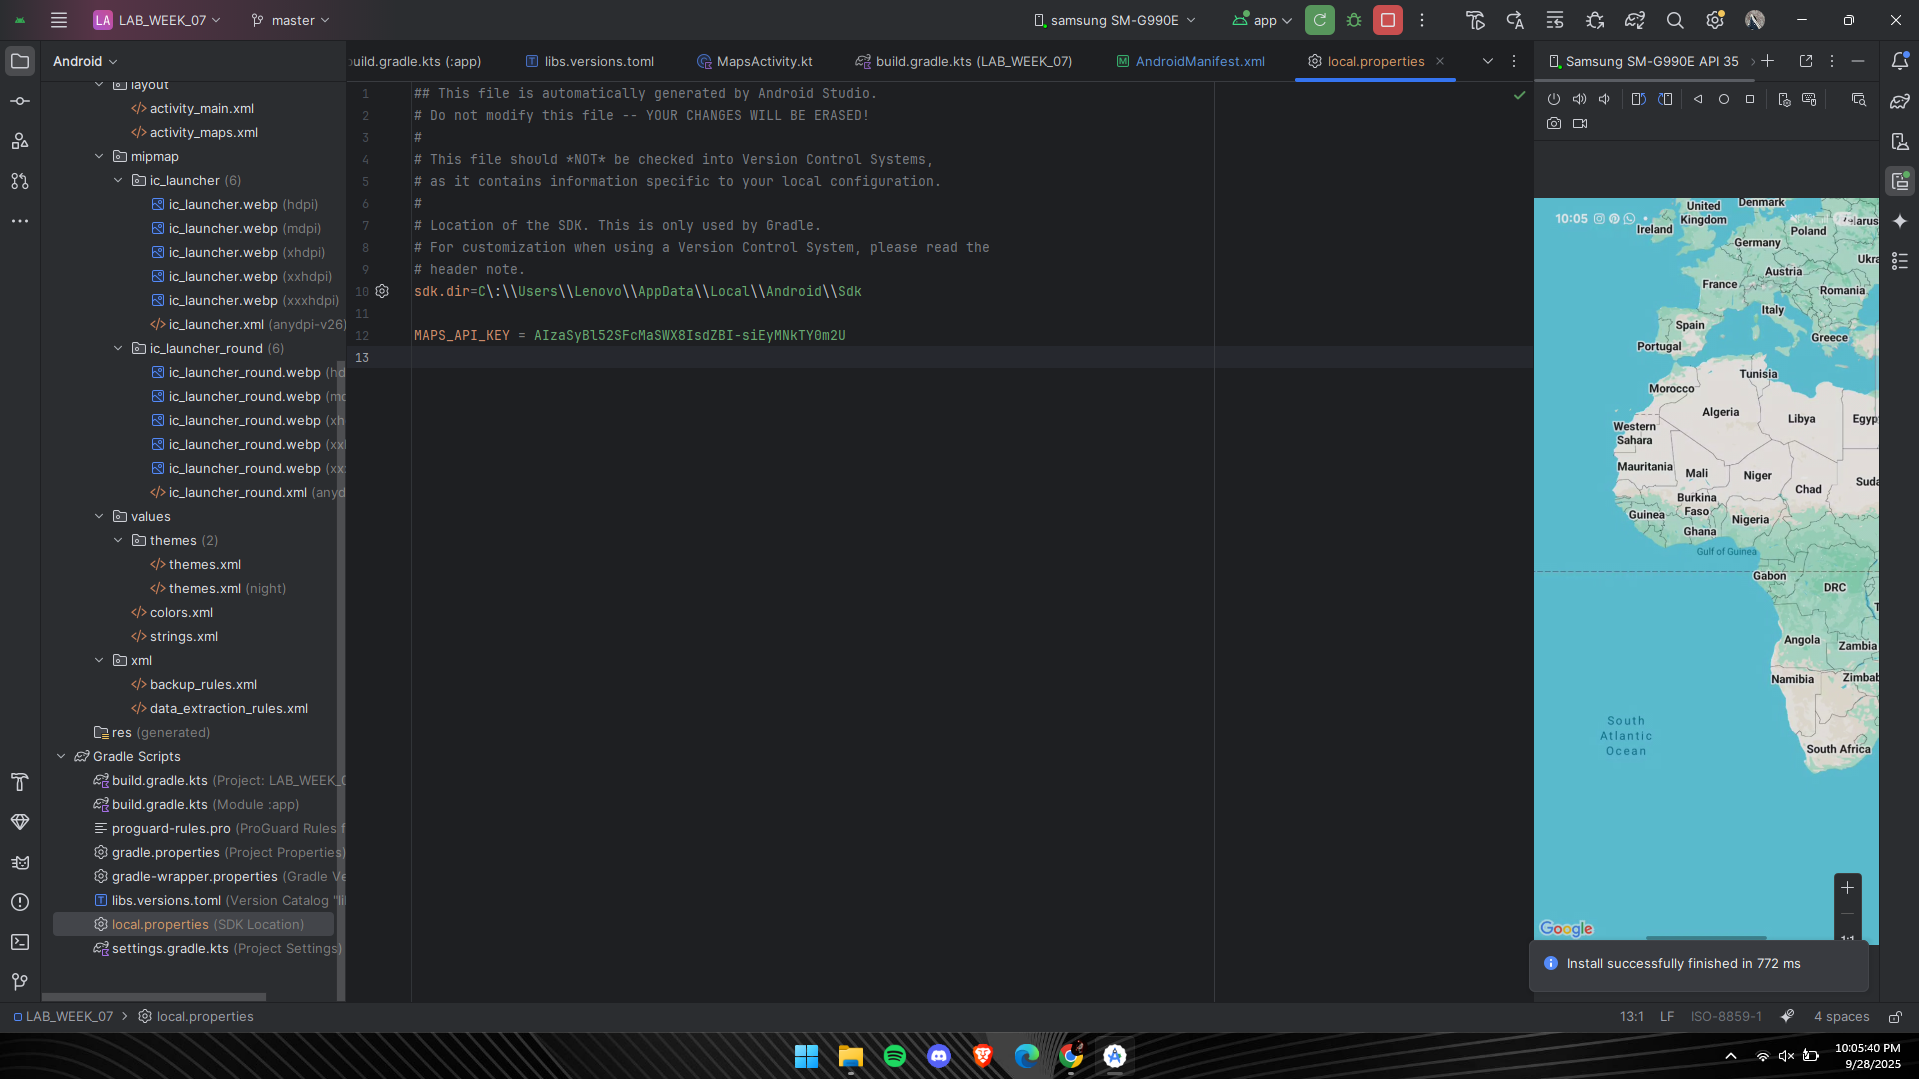 LA LAB_WEEK_07
master
samsung SM-G990E
app
Android
build.gradle.kts (:app)
libs.versions.toml
MapsActivity.kt
build.gradle.kts (LAB_WEEK_07)
AndroidManifest.xml
local.properties
Samsung SM-G990E API 35
layout
activity_main.xml
activity_maps.xml
mipmap
ic_launcher (6)
ic_launcher.webp (hdpi)
ic_launcher.webp (mdpi)
ic_launcher.webp (xhdpi)
ic_launcher.webp (xxhdpi)
ic_launcher.webp (xxxhdpi)
ic_launcher.xml (anydpi-v26)
ic_launcher_round (6)
ic_launcher_round.webp (hd
ic_launcher_round.webp (mc
ic_launcher_round.webp (xh
ic_launcher_round.webp (xx
ic_launcher_round.webp (xx
ic_launcher_round.xml (anyd
values
themes (2)
themes.xml
themes.xml (night)
colors.xml
strings.xml
xml
backup_rules.xml
data_extraction_rules.xml
res (generated)
Gradle Scripts
build.gradle.kts (Project: LAB_WEEK_0
build.gradle.kts (Module :app)
proguard-rules.pro (ProGuard Rules f
gradle.properties (Project Properties)
gradle-wrapper.properties (Gradle Ve
libs.versions.toml (Version Catalog "li
local.properties (SDK Location)
settings.gradle.kts (Project Settings)
1 ## This file is automatically generated by Android Studio.
2 # Do not modify this file -- YOUR CHANGES WILL BE ERASED!
3 #
4 # This file should *NOT* be checked into Version Control Systems,
5 # as it contains information specific to your local configuration.
6 #
7 # Location of the SDK. This is only used by Gradle.
8 # For customization when using a Version Control System, please read the
9 # header note.
10 sdk.dir=C\:\\Users\\Lenovo\\AppData\\Local\\Android\\Sdk
11
12 MAPS_API_KEY = AIzaSyBl52SFcMaSWX8IsdZBI-siEyMNkTY0m2U
13
10:05
United Kingdom
Denmark
Ireland
Belarus
Poland
Germany
Ukra
Austria
France
Romania
Italy
Spain
Portugal
Greece
Tunisia
Morocco
Algeria
Libya
Egyp
Western
Sahara
Mauritania
Mali
Niger
Chad
Suda
Burkina
Faso
Guinea
Nigeria
Ghana
Gulf of Guinea
Gabon
DRC
T
Angola
Zambia
Namibia
Zimbab
South
Atlantic
Ocean
South Africa
Google
1:1
Install successfully finished in 772 ms
LAB_WEEK_07 > local.properties
13:1 LF ISO-8859-1 4 spaces
10:05:40 PM
9/28/2025